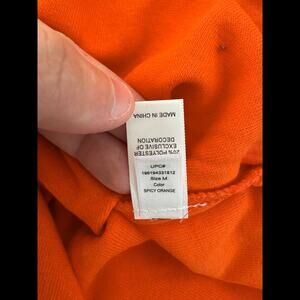 MADE IN CHINA
20% POLYESTER
EXCLUSIVE OF
DECORATION
UPC#
196194331812
Size M
Color
SPICY ORANGE